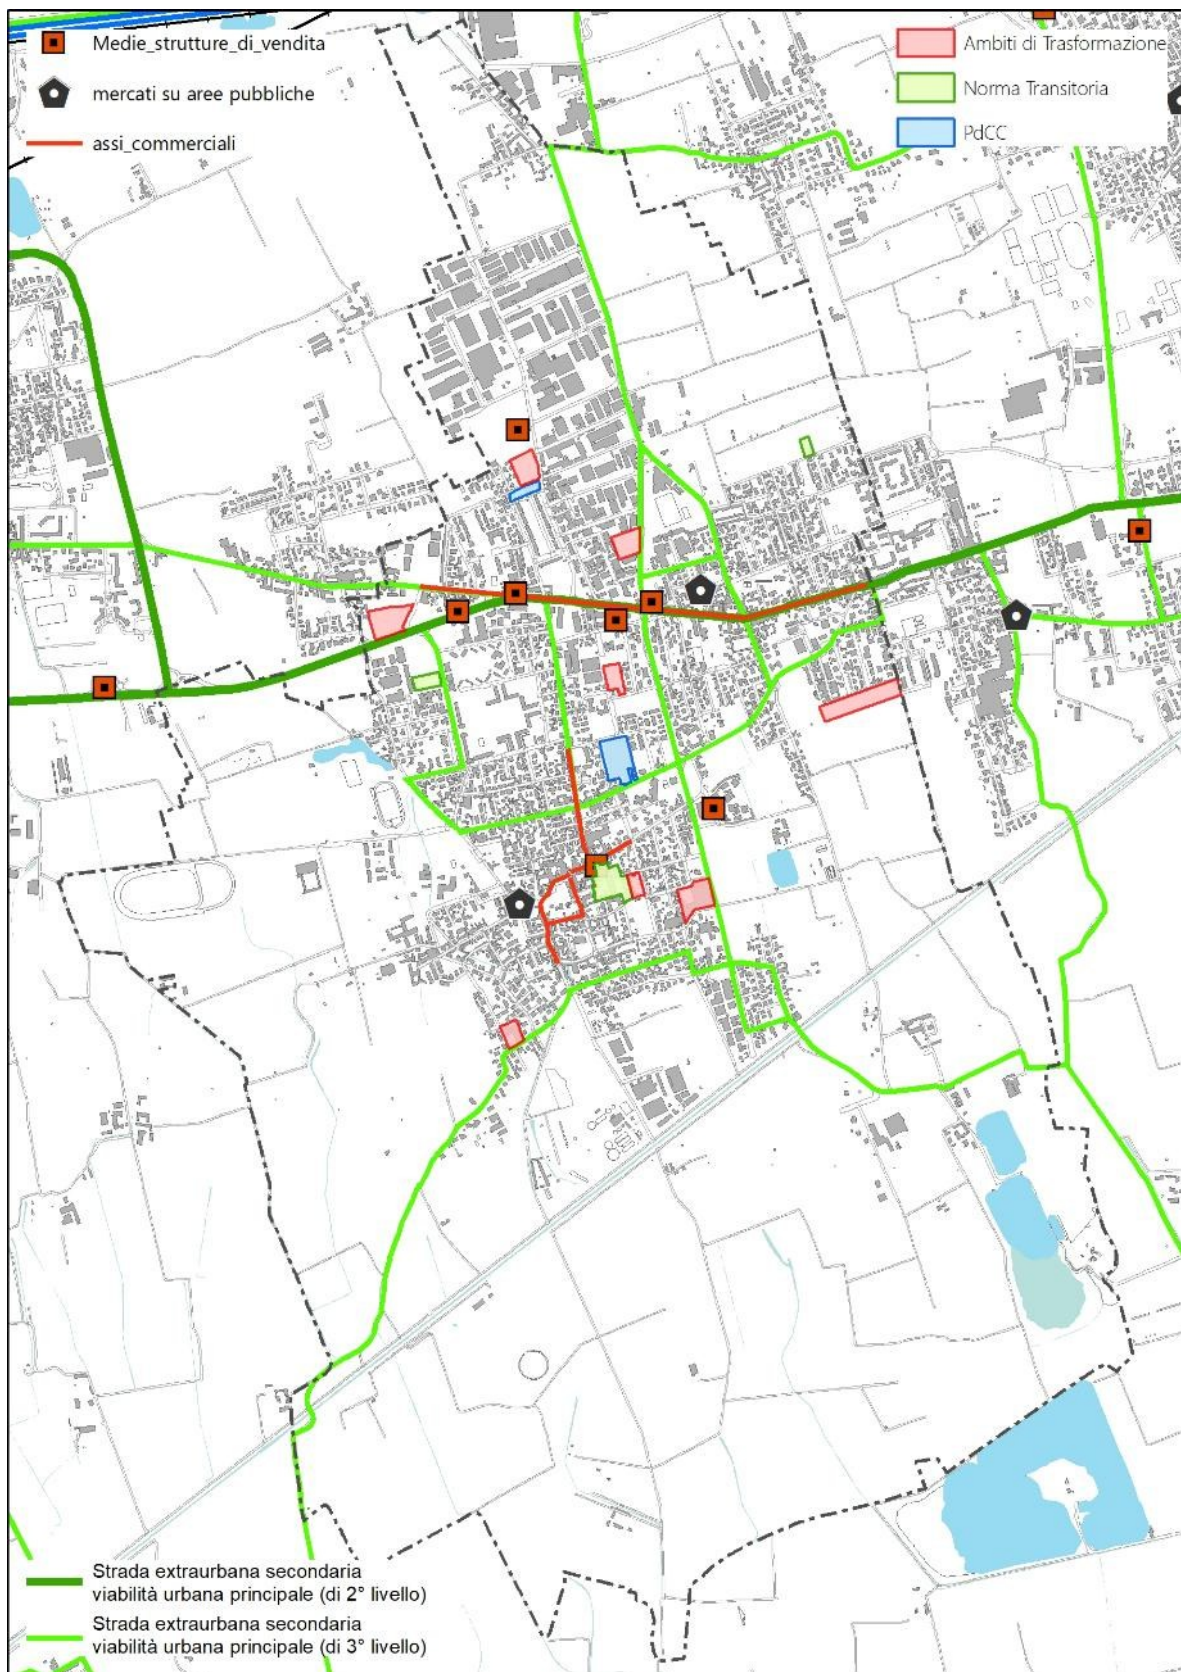 Medie_strutture_di_vendita
mercati su aree pubbliche
assi_commerciali
Ambiti di Trasformazione
Norma Transitoria
PdCC
Strada extraurbana secondaria
viabilità urbana principale (di 2° livello)
Strada extraurbana secondaria
viabilità urbana principale (di 3° livello)